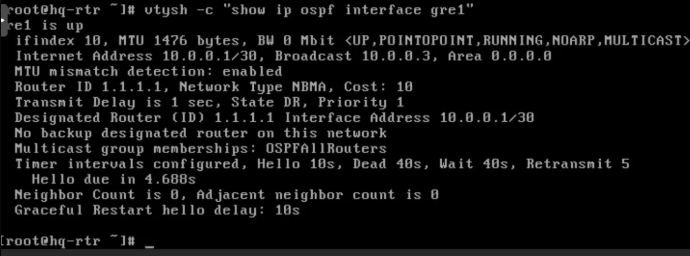 [root@hq-rtr ~]# vtysh -c "show ip ospf interface gre1"
re1 is up
ifindex 10, MTU 1476 bytes, BW 0 Mbit <UP,POINTOPOINT,RUNNING,NOARP,MULTICAST>
Internet Address 10.0.0.1/30, Broadcast 10.0.0.3, Area 0.0.0.0
MTU mismatch detection: enabled
Router ID 1.1.1.1, Network Type NBMA, Cost: 10
Transmit Delay is 1 sec, State DR, Priority 1
Designated Router (ID) 1.1.1.1 Interface Address 10.0.0.1/30
No backup designated router on this network
Multicast group memberships: OSPFAllRouters
Timer intervals configured, Hello 10s, Dead 40s, Wait 40s, Retransmit 5
Hello due in 4.688s
Neighbor Count is 0, Adjacent neighbor count is 0
Graceful Restart hello delay: 10s
[root@hq-rtr ~]# _